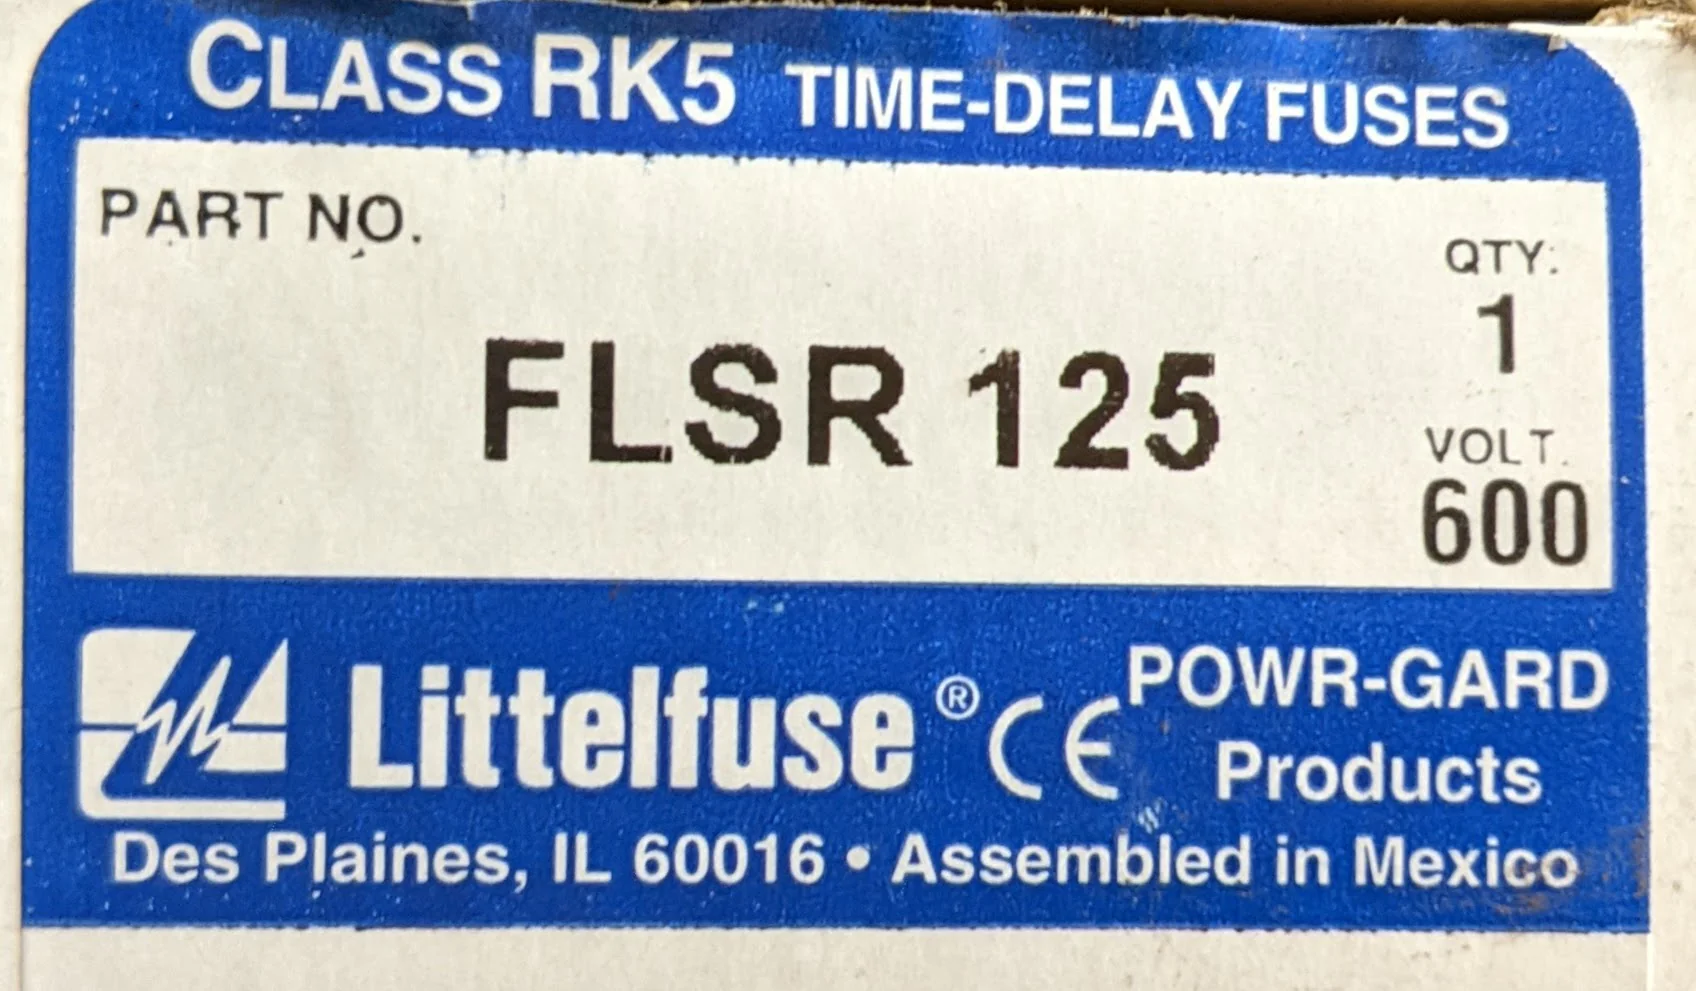 CLASS RK5 TIME-DELAY FUSES
PART NO.
QTY:
1
FLSR 125
VOLT.
600
Littelfuse® CE POWR-GARD
Products
Des Plaines, IL 60016 • Assembled in Mexico